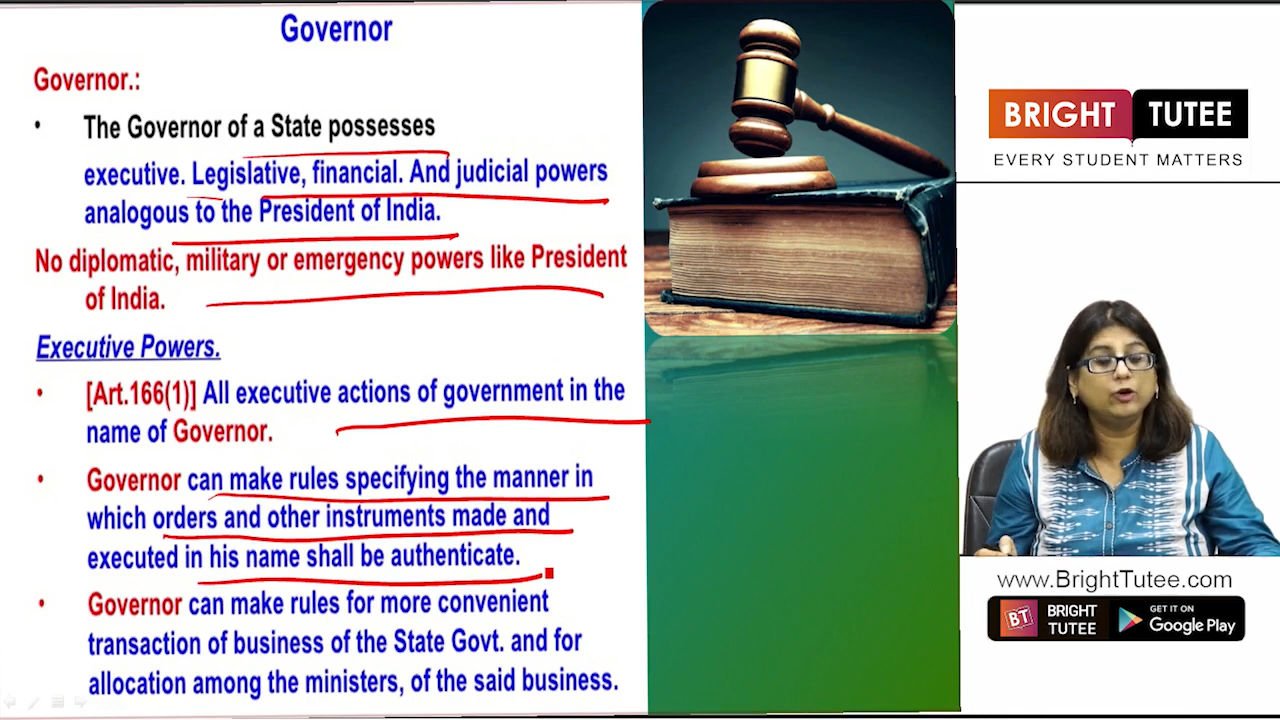 Governor
Governor.:
• The Governor of a State possesses
executive. Legislative, financial. And judicial powers
analogous to the President of India.
No diplomatic, military or emergency powers like President
of India.
Executive Powers.
• [Art.166(1)] All executive actions of government in the
name of Governor.
• Governor can make rules specifying the manner in
which orders and other instruments made and
executed in his name shall be authenticate.
• Governor can make rules for more convenient
transaction of business of the State Govt. and for
allocation among the ministers, of the said business.
BRIGHT TUTEE
EVERY STUDENT MATTERS
www.BrightTutee.com
BT
BRIGHT
TUTEE
GET IT ON
Google Play